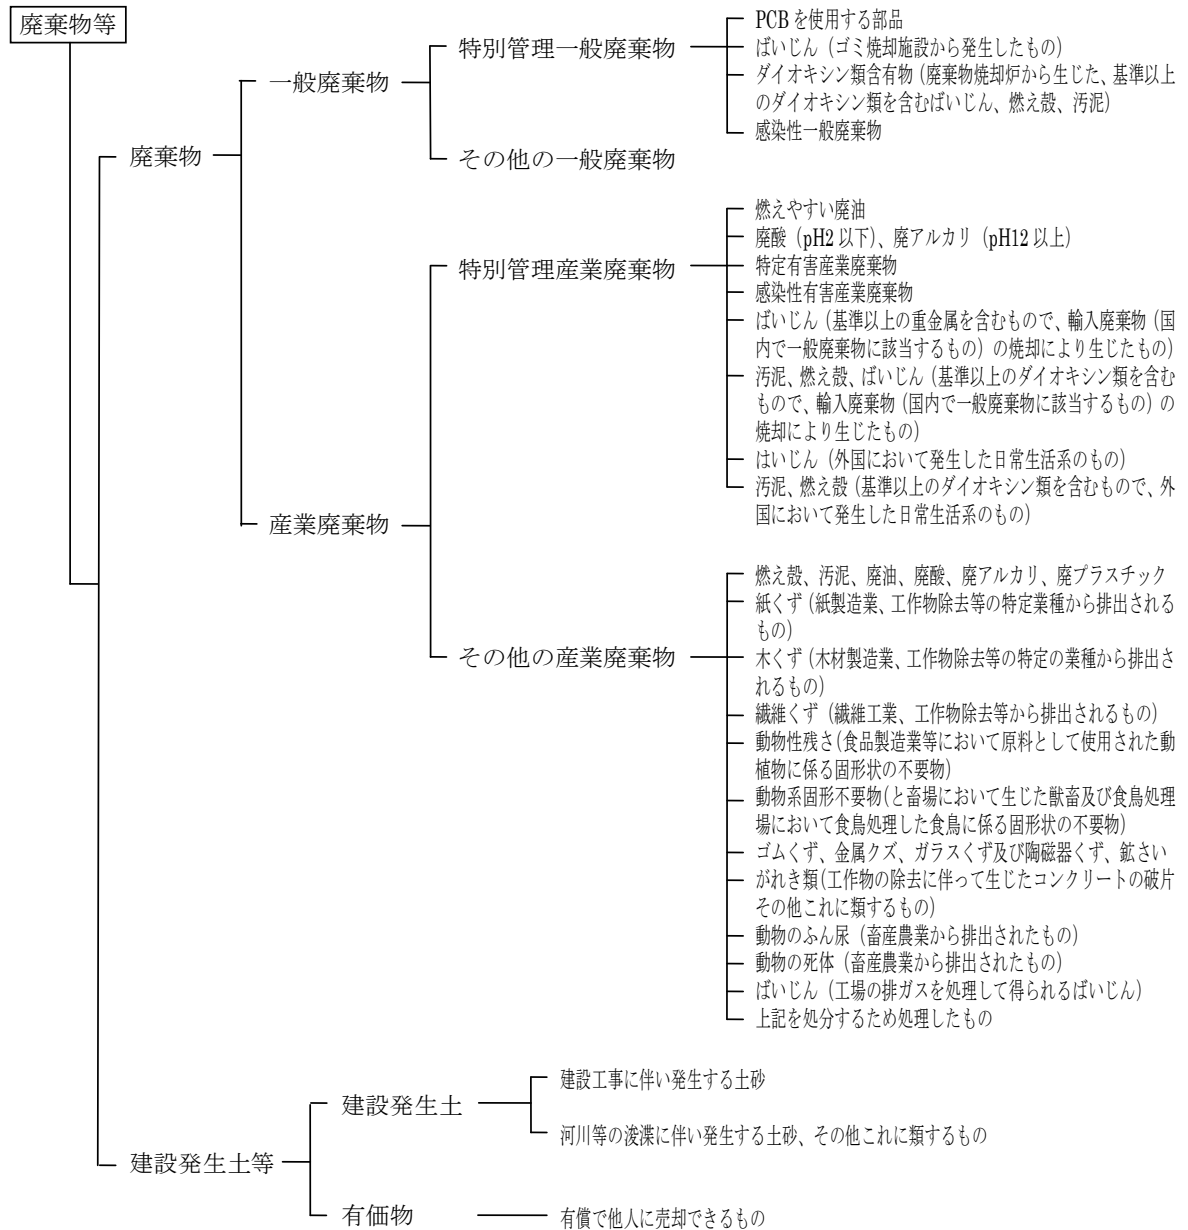 廃棄物等
廃棄物
一般廃棄物
特別管理一般廃棄物
PCBを使用する部品
ばいじん（ゴミ焼却施設から発生したもの）
ダイオキシン類含有物（廃棄物焼却炉から生じた、基準以上
のダイオキシン類を含むばいじん、燃え殻、汚泥）
感染性一般廃棄物
その他の一般廃棄物
産業廃棄物
特別管理産業廃棄物
燃えやすい廃油
廃酸（pH2以下）、廃アルカリ（pH12以上）
特定有害産業廃棄物
感染性有害産業廃棄物
ばいじん（基準以上の重金属を含むもので、輸入廃棄物（国
内で一般廃棄物に該当するもの）の焼却により生じたもの）
汚泥、燃え殻、ばいじん（基準以上のダイオキシン類を含む
もので、輸入廃棄物（国内で一般廃棄物に該当するもの）の
焼却により生じたもの）
はいじん（外国において発生した日常生活系のもの）
汚泥、燃え殻（基準以上のダイオキシン類を含むもので、外
国において発生した日常生活系のもの）
その他の産業廃棄物
燃え殻、汚泥、廃油、廃酸、廃アルカリ、廃プラスチック
紙くず（紙製造業、工作物除去等の特定業種から排出される
もの）
木くず（木材製造業、工作物除去等の特定の業種から排出さ
れるもの）
繊維くず（繊維工業、工作物除去等から排出されるもの）
動物性残さ（食品製造業等において原料として使用された動
植物に係る固形状の不要物）
動物系固形不要物（と畜場において生じた獣畜及び食鳥処理
場において食鳥処理した食鳥に係る固形状の不要物）
ゴムくず、金属クズ、ガラスくず及び陶磁器くず、鉱さい
がれき類（工作物の除去に伴って生じたコンクリートの破片
その他これに類するもの）
動物のふん尿（畜産農業から排出されたもの）
動物の死体（畜産農業から排出されたもの）
ばいじん（工場の排ガスを処理して得られるばいじん）
上記を処分するため処理したもの
建設発生土等
建設発生土
建設工事に伴い発生する土砂
河川等の浚渫に伴い発生する土砂、その他これに類するもの
有価物
有償で他人に売却できるもの